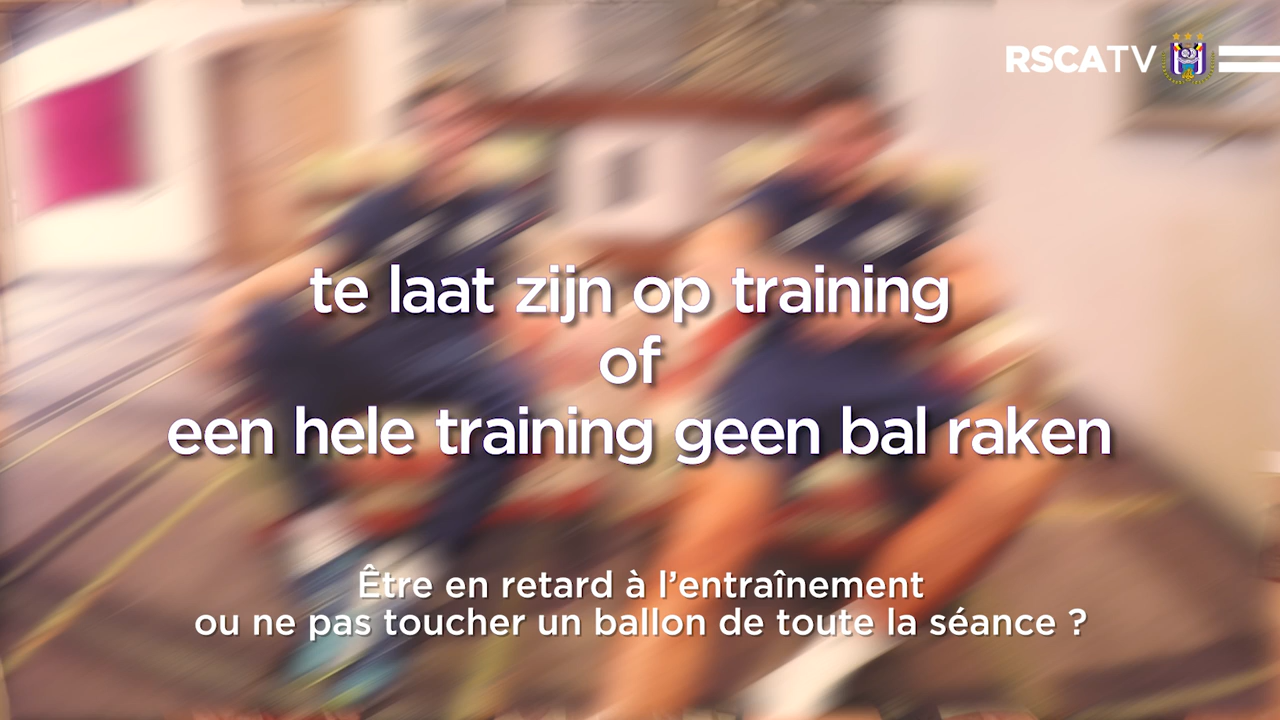 RSCATV
te laat zijn op training
of
een hele training geen bal raken
Être en retard à l’entraînement
ou ne pas toucher un ballon de toute la séance ?